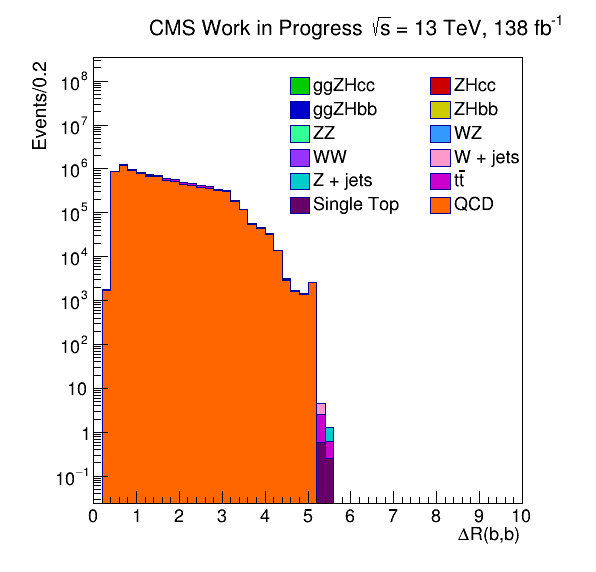 CMS Work in Progress √s = 13 TeV, 138 fb⁻¹
Events/0.2
10⁸
10⁷
10⁶
10⁵
10⁴
10³
10²
10
1
10⁻¹
ggZHcc ZHcc
ggZHbb ZHbb
ZZ WZ
WW W + jets
Z + jets tt̄
Single Top QCD
0 1 2 3 4 5 6 7 8 9 10
ΔR(b,b)